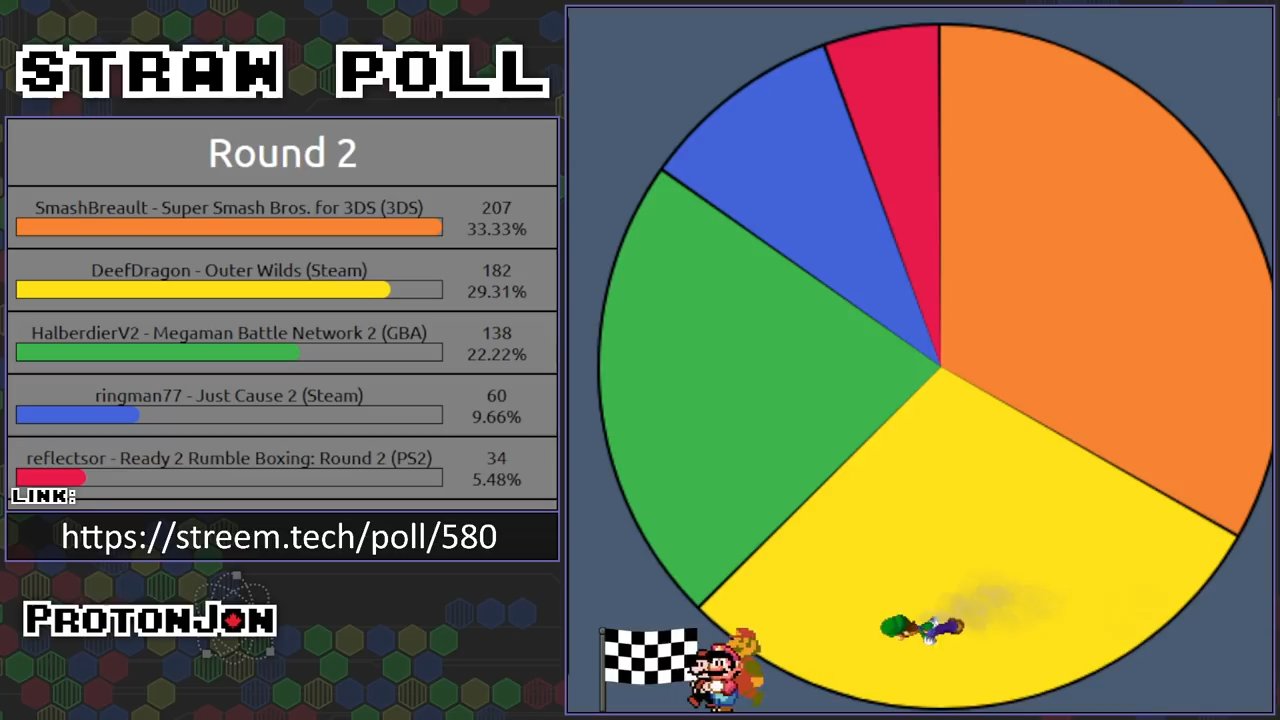 STRAW POLL
Round 2
SmashBreault - Super Smash Bros. for 3DS (3DS) 207
33.33%
DeefDragon - Outer Wilds (Steam) 182
29.31%
HalberdierV2 - Megaman Battle Network 2 (GBA) 138
22.22%
ringman77 - Just Cause 2 (Steam) 60
9.66%
reflectsor - Ready 2 Rumble Boxing: Round 2 (PS2) 34
5.48%
LINK:
https://streem.tech/poll/580
PROTONJON